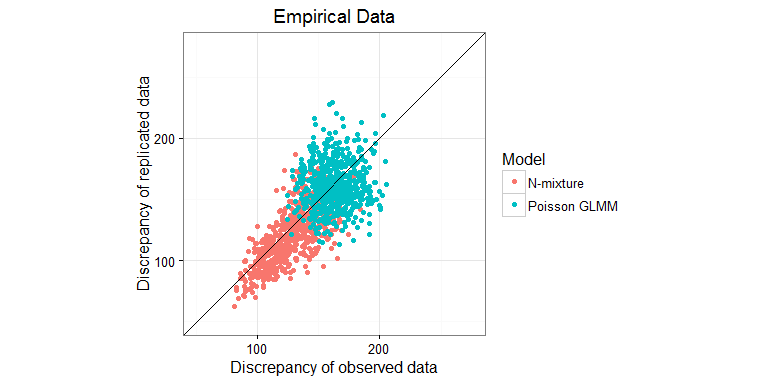 Empirical Data
Discrepancy of replicated data
200
100
100 200
Discrepancy of observed data
Model
N-mixture
Poisson GLMM